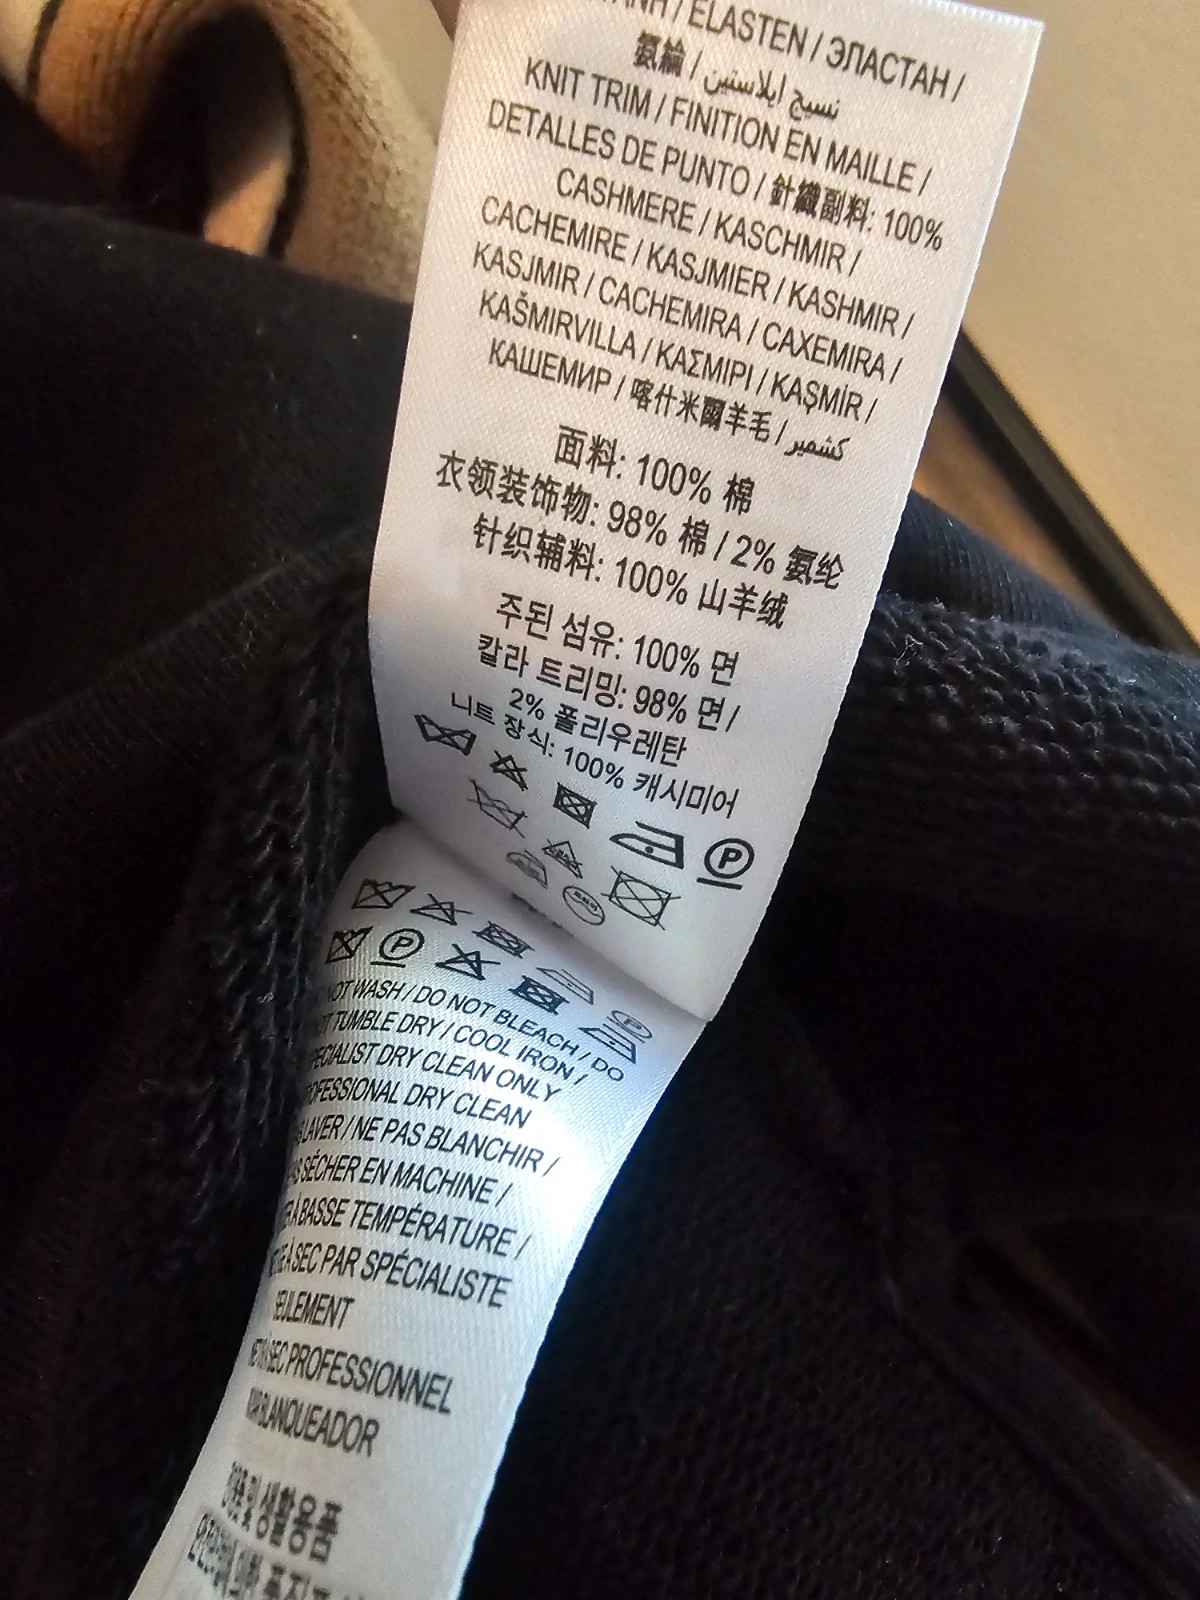 / ELASTEN / ЭЛАСТАН /
氨綸 / نسيج إيلاستين
KNIT TRIM / FINITION EN MAILLE /
DETALLES DE PUNTO / 針織副料: 100%
CASHMERE / KASCHMIR /
CACHEMIRE / KASJMIER / KASHMIR /
KASJMIR / CACHEMIRA / CAXEMIRA /
KAŠMIRVILLA / ΚΑΣΜΙΡΙ / KAŞMİR /
КАШЕМИР / 喀什米爾羊毛 / كشمير
面料: 100% 棉
衣领装饰物: 98% 棉 / 2% 氨纶
针织辅料: 100% 山羊绒
주된 섬유: 100% 면
칼라 트리밍: 98% 면 /
2% 폴리우레탄
니트 장식: 100% 캐시미어
P
P
P
NOT WASH / DO NOT BLEACH / DO
TUMBLE DRY / COOL IRON /
SPECIALIST DRY CLEAN ONLY
PROFESSIONAL DRY CLEAN
LAVER / NE PAS BLANCHIR /
SÉCHER EN MACHINE /
À BASSE TEMPÉRATURE /
À SEC PAR SPÉCIALISTE
SEULEMENT
SEC PROFESSIONNEL
BLANQUEADOR
생활용품